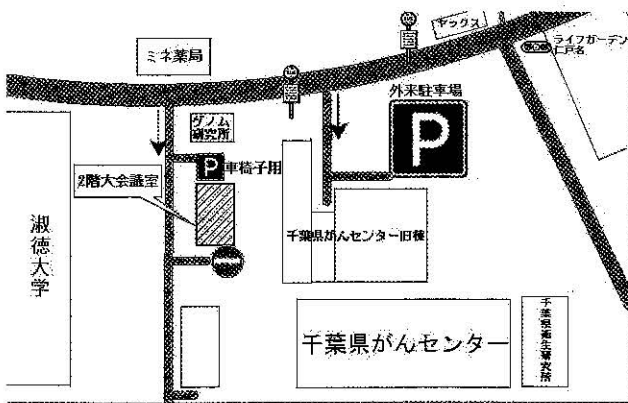 ミネ薬局
ヤックス
ライフガーデン
仁戸名
外来駐車場
P
ゲノム
研究所
P
車椅子用
2階大会議室
淑徳大学
千葉県がんセンター旧棟
千葉県がんセンター
千葉県衛生研究所